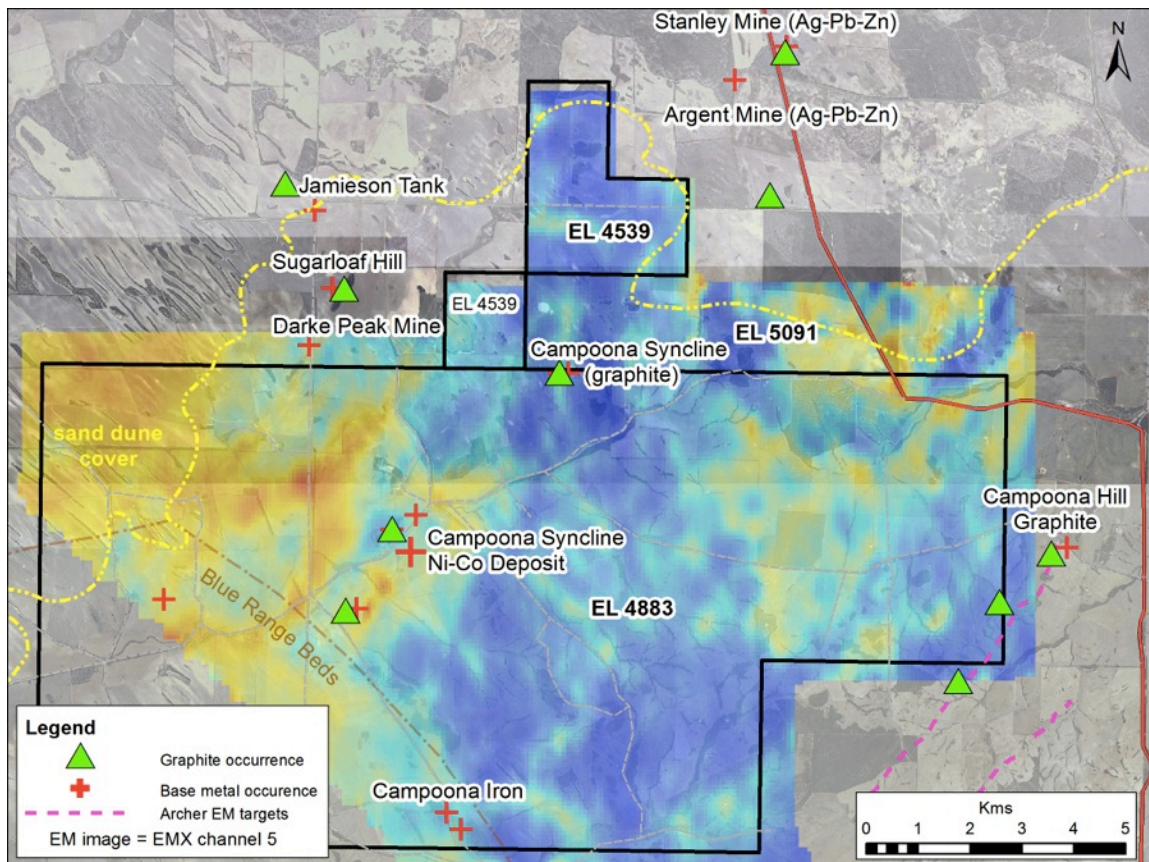 Stanley Mine (Ag-Pb-Zn)
N
Argent Mine (Ag-Pb-Zn)
Jamieson Tank
EL 4539
Sugarloaf Hill
EL 4539
Darke Peak Mine
EL 5091
Campoona Syncline
(graphite)
sand dune
cover
Campoona Hill
Graphite
Campoona Syncline
Ni-Co Deposit
Blue Range Beds
EL 4883
Legend
Graphite occurrence
Base metal occurence
Archer EM targets
EM image = EMX channel 5
Campoona Iron
Kms
0 1 2 3 4 5